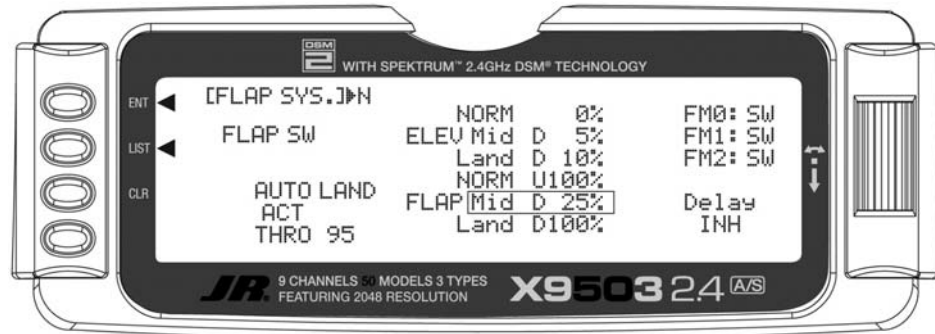 DSM
2 WITH SPEKTRUM™ 2.4GHz DSM® TECHNOLOGY
ENT
LIST
CLR
[FLAP SYS.]▶N
FLAP SW
AUTO LAND
ACT
THRO 95
NORM 0%
ELEV Mid D 5%
Land D 10%
NORM U100%
FLAP Mid D 25%
Land D100%
FM0: SW
FM1: SW
FM2: SW
Delay
INH
JR. 9 CHANNELS 50 MODELS 3 TYPES
FEATURING 2048 RESOLUTION
X9503 2.4 A/S